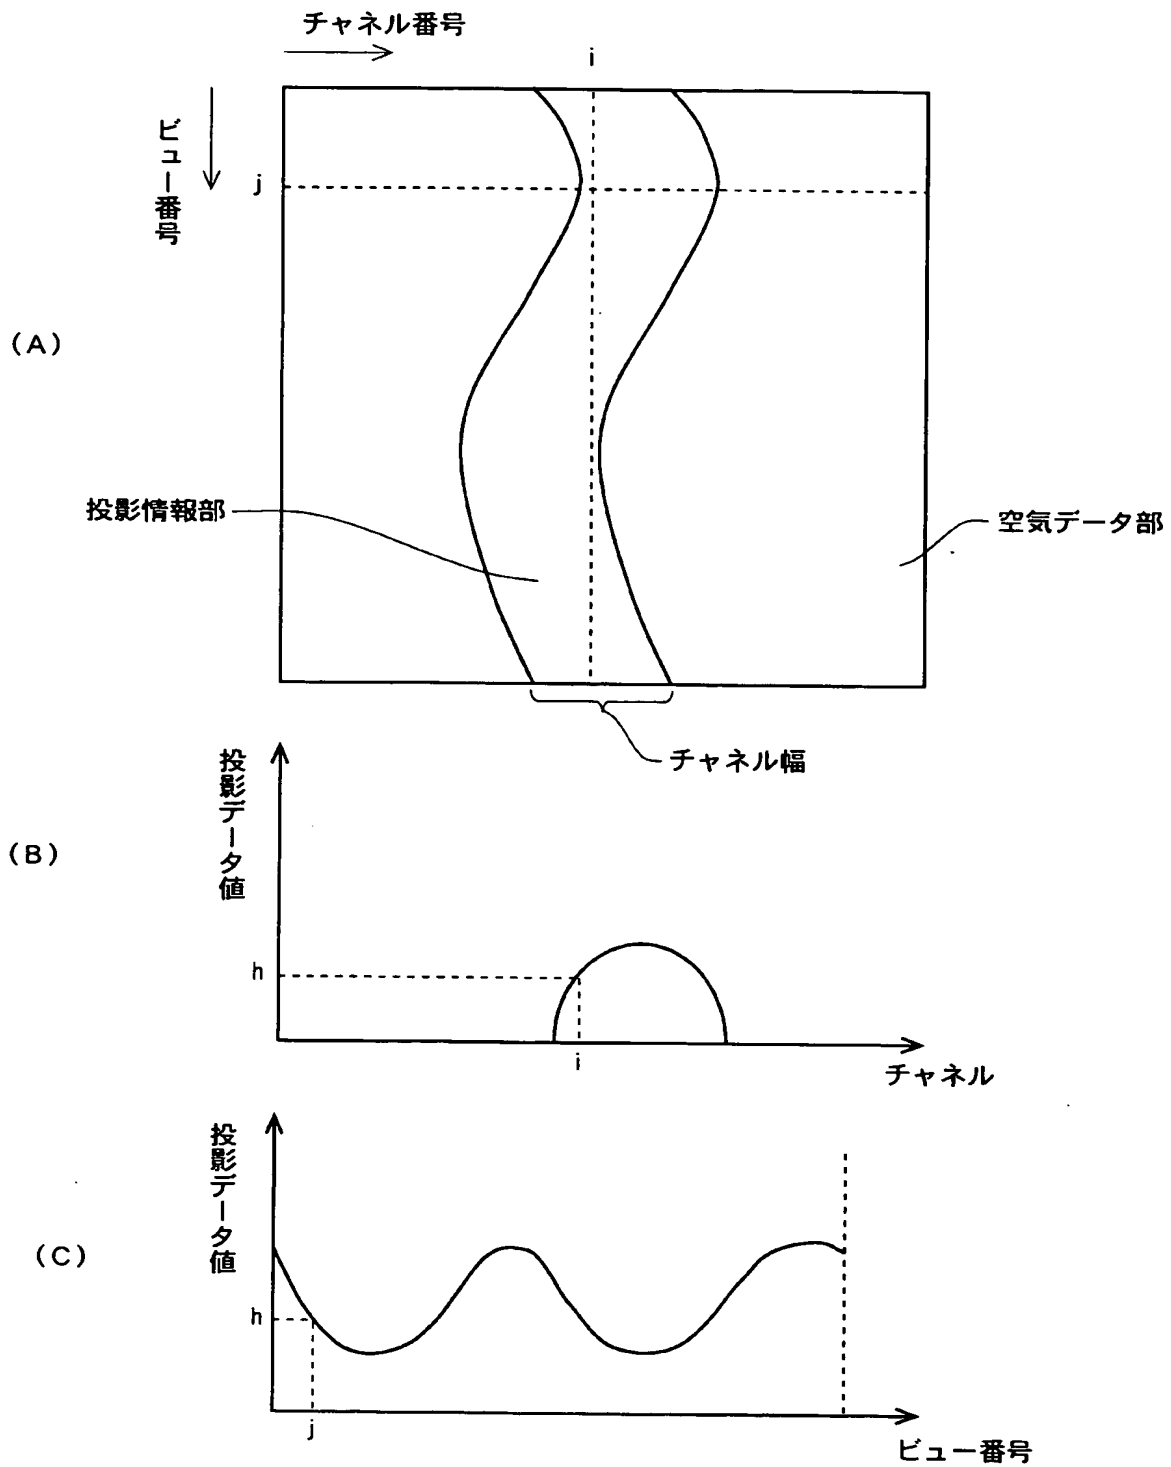 チャネル番号
i
ビュー番号
j
(A)
投影情報部
空気データ部
チャネル幅
投影データ値
(B)
h
i
チャネル
投影データ値
(C)
h
j
ビュー番号